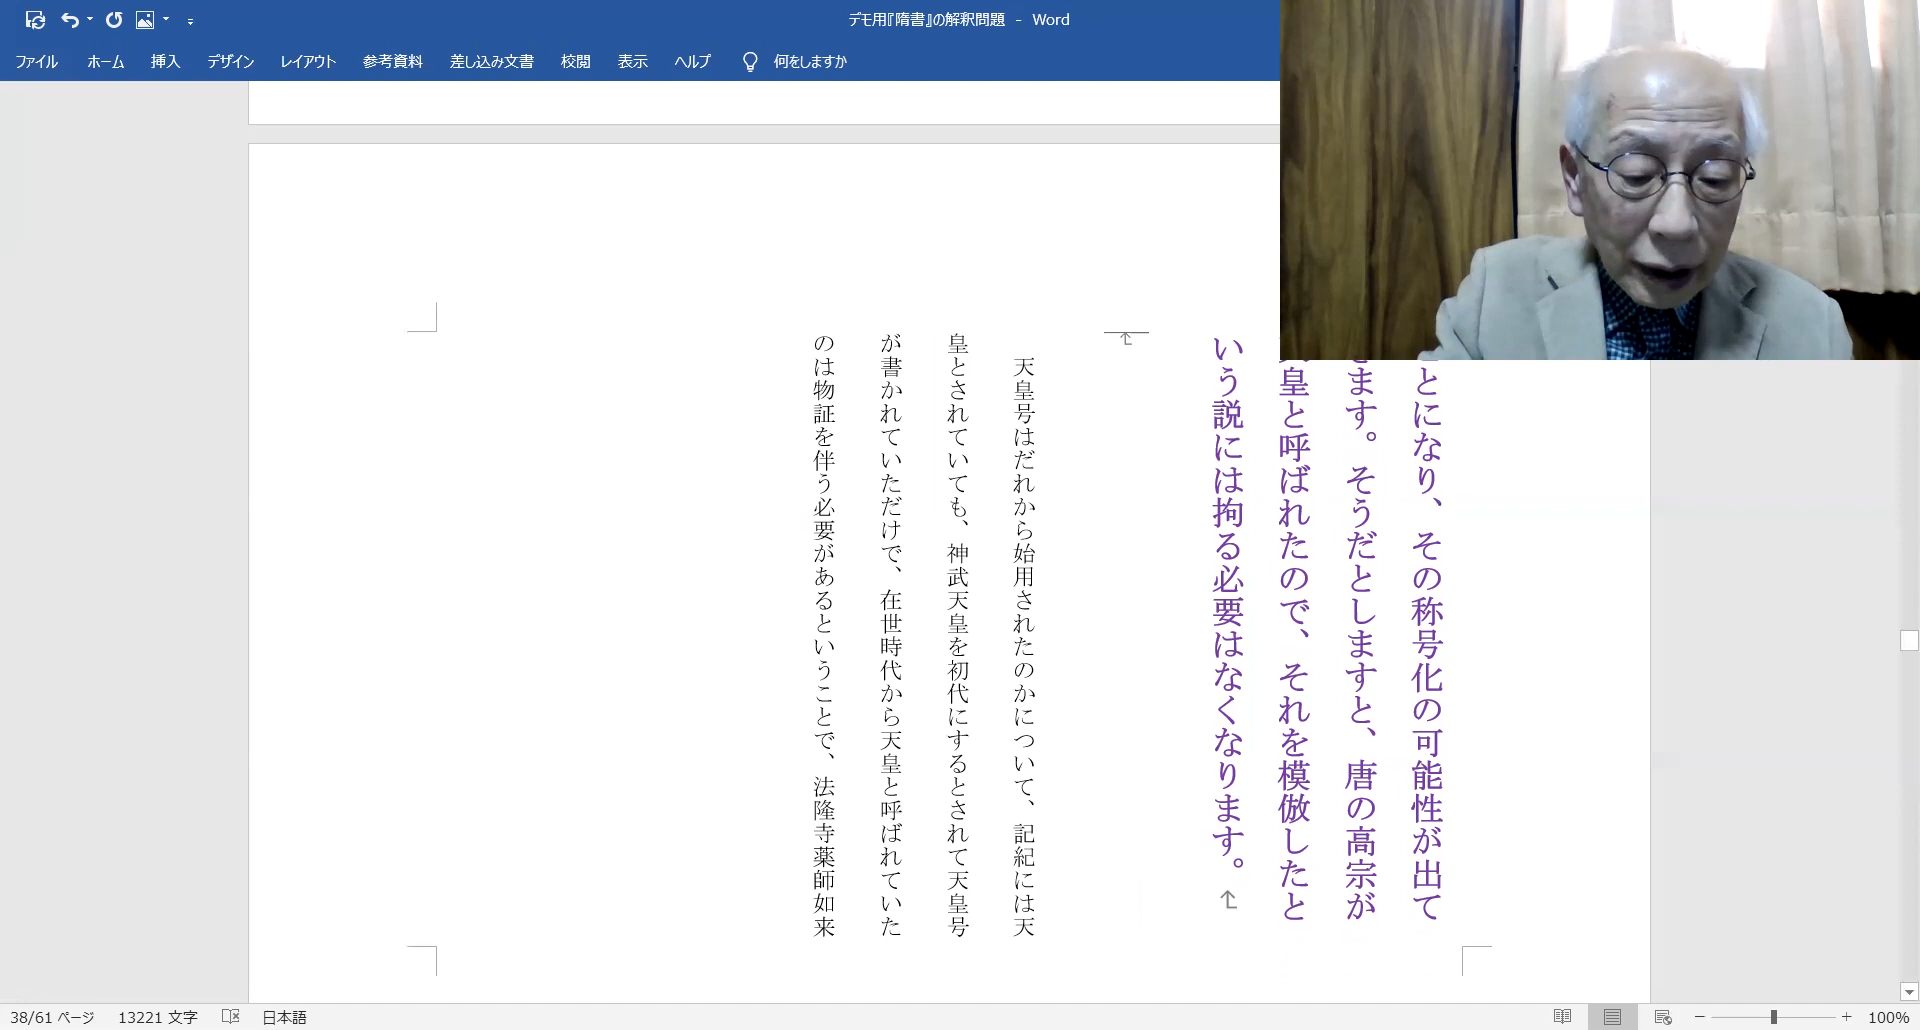 デモ用『隋書』の解釈問題 - Word
ファイル ホーム 挿入 デザイン レイアウト 参考資料 差し込み文書 校閲 表示 ヘルプ 何をしますか
とになり、その称号化の可能性が出て
きます。そうだとしますと、唐の高宗が
天皇と呼ばれたので、それを模倣したと
いう説には拘る必要はなくなります。
天皇号はだれから始用されたのかについて、記紀には天
皇とされていても、神武天皇を初代にするとされて天皇号
が書かれていただけで、在世時代から天皇と呼ばれていた
のは物証を伴う必要があるということで、法隆寺薬師如来
38/61 ページ 13221 文字 日本語 100%